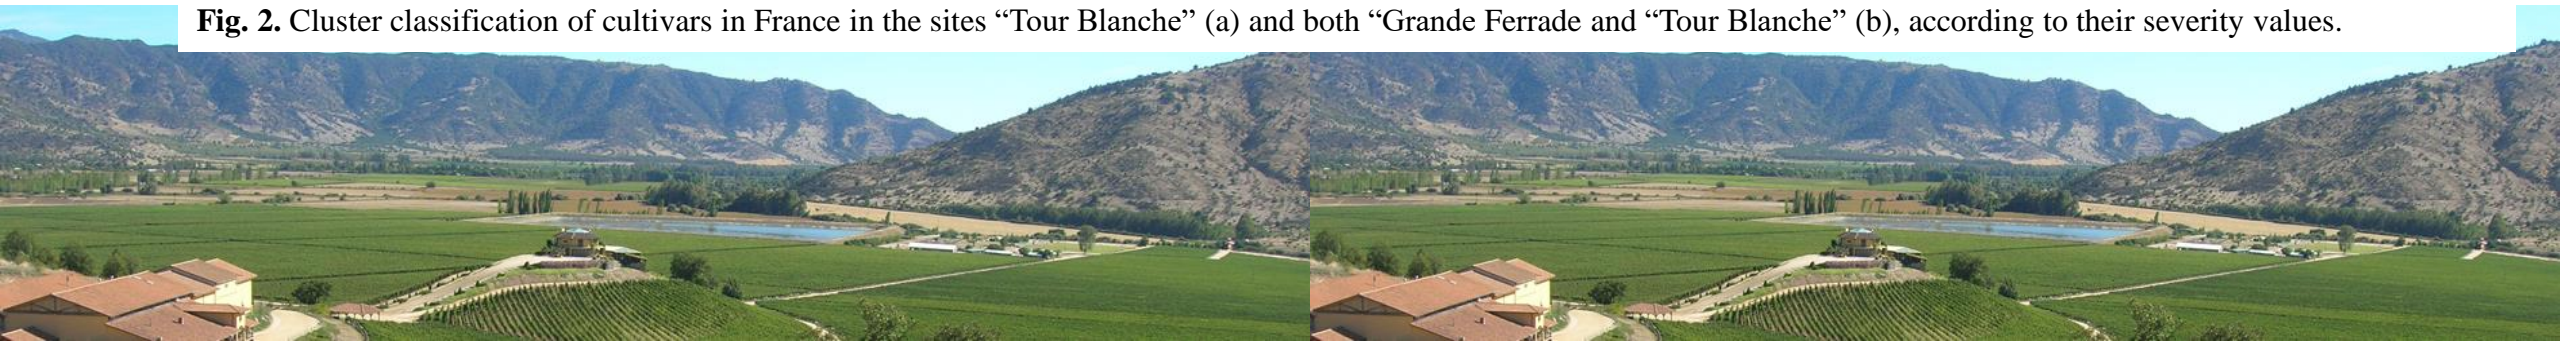 Fig. 2. Cluster classification of cultivars in France in the sites “Tour Blanche” (a) and both “Grande Ferrade and “Tour Blanche” (b), according to their severity values.